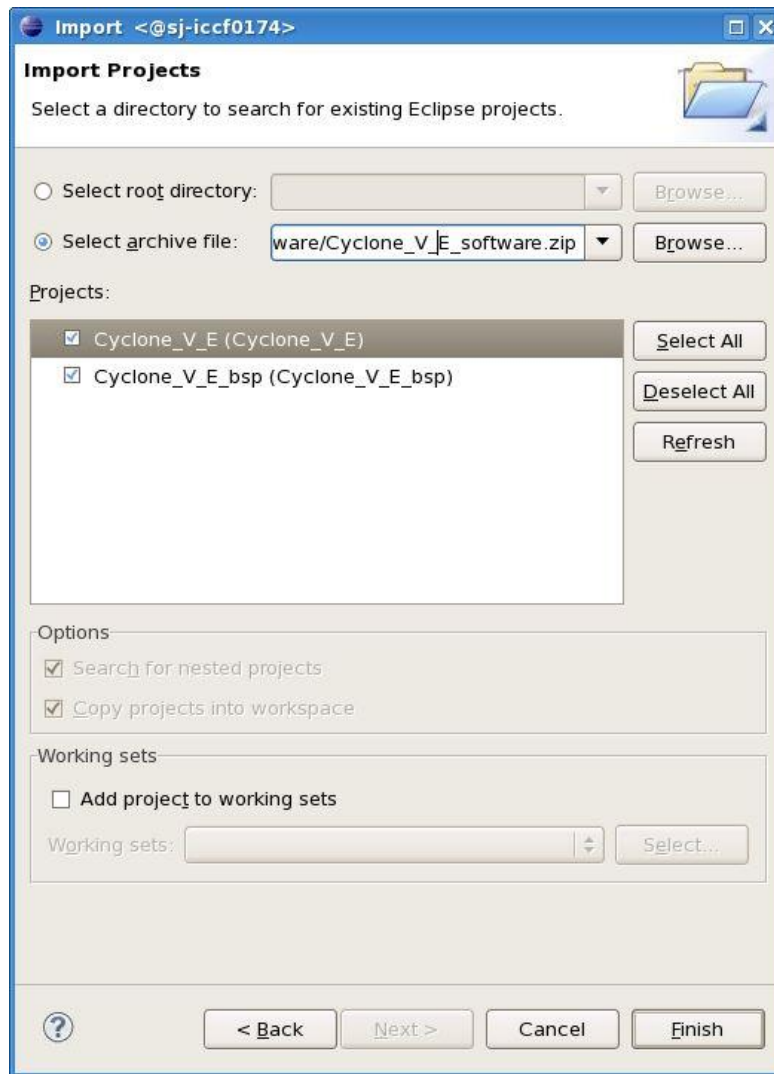 Import <@sj-iccf0174>
Import Projects
Select a directory to search for existing Eclipse projects.
Select root directory: Browse...
Select archive file: ware/Cyclone_V_E_software.zip Browse...
Projects:
Cyclone_V_E (Cyclone_V_E)
Select All
Cyclone_V_E_bsp (Cyclone_V_E_bsp)
Deselect All
Refresh
Options
Search for nested projects
Copy projects into workspace
Working sets
Add project to working sets
Working sets: Select...
? < Back Next > Cancel Finish